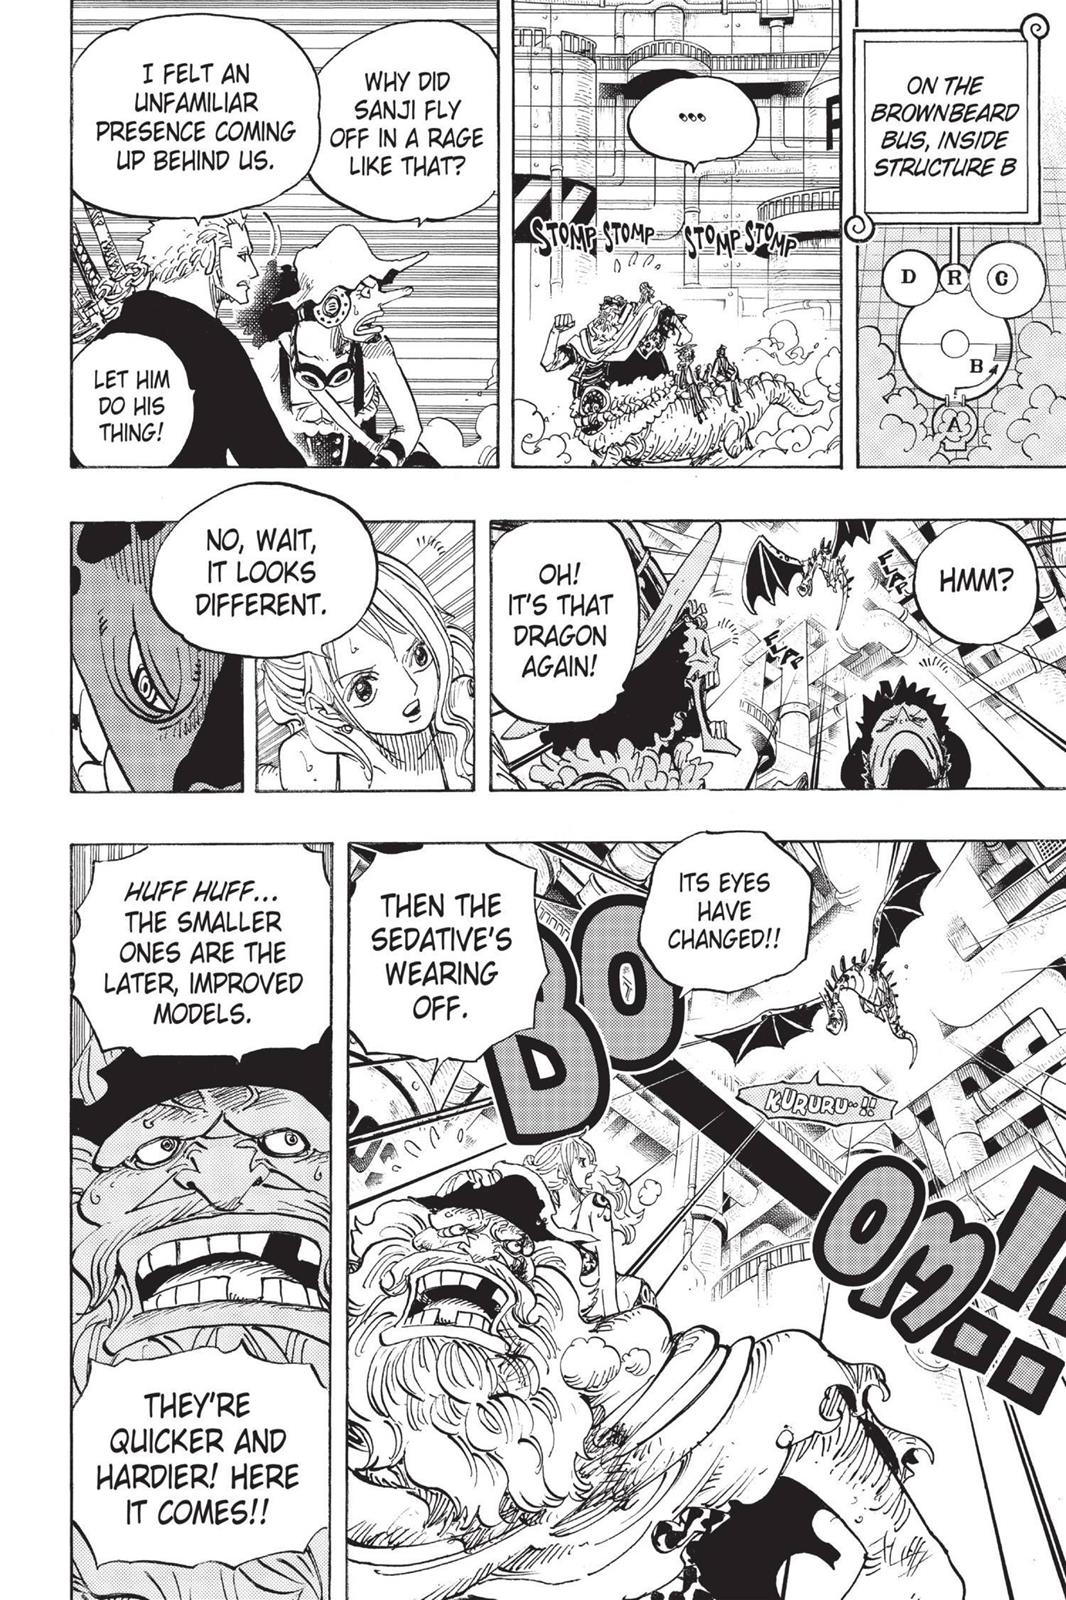 ON THE
BROWNBEARD
BUS, INSIDE
STRUCTURE B
D
R
C
B
A
...
STOMP STOMP
STOMP STOMP
WHY DID
SANJI FLY
OFF IN A RAGE
LIKE THAT?
I FELT AN
UNFAMILIAR
PRESENCE COMING
UP BEHIND US.
LET HIM
DO HIS
THING!
HMM?
FLAP
FLAP
OH!
IT'S THAT
DRAGON
AGAIN!
NO, WAIT,
IT LOOKS
DIFFERENT.
ITS EYES
HAVE
CHANGED!!
KURURU--!!
THEN THE
SEDATIVE'S
WEARING
OFF.
BOOM!!
HUFF HUFF...
THE SMALLER
ONES ARE THE
LATER, IMPROVED
MODELS.
THEY'RE
QUICKER AND
HARDIER! HERE
IT COMES!!